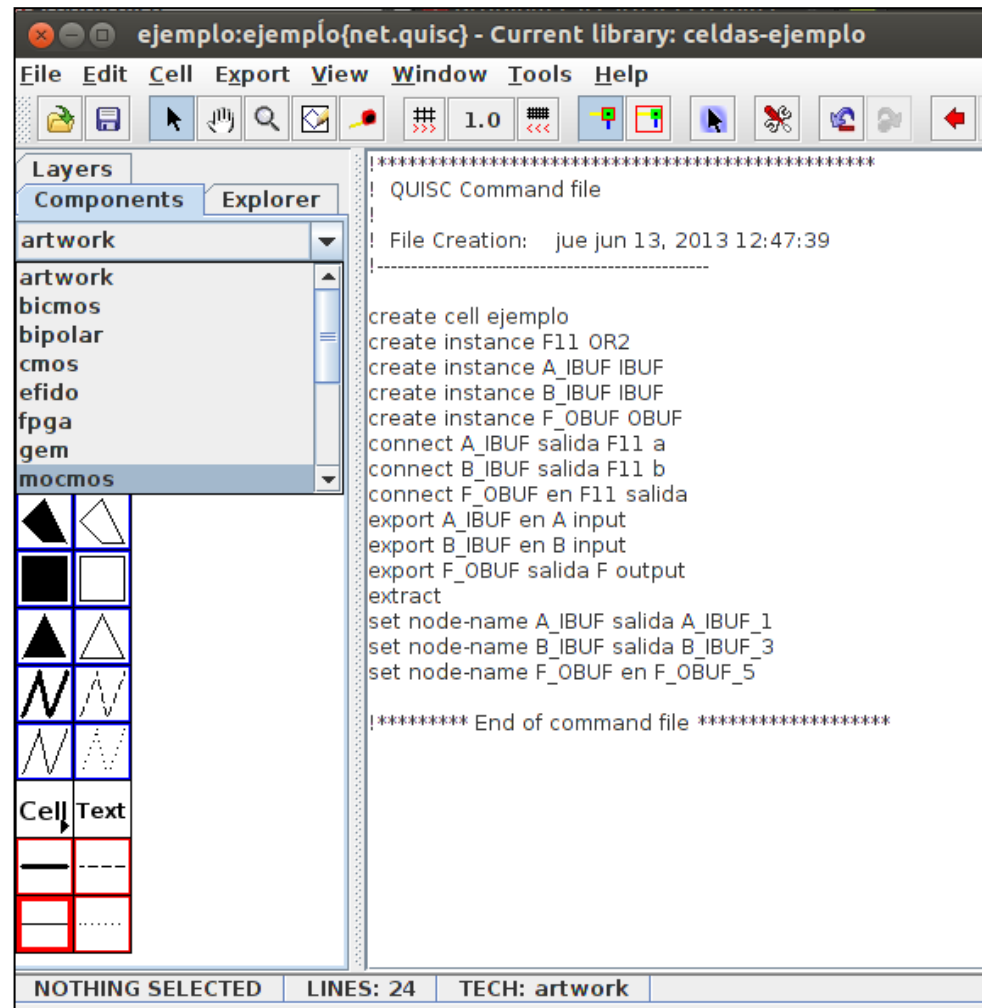 ejemplo:ejemplo{net.quisc} - Current library: celdas-ejemplo
File Edit Cell Export View Window Tools Help
>>> 1.0 <<<
Layers
Components Explorer
artwork
artwork
bicmos
bipolar
cmos
efido
fpga
gem
mocmos
Cell Text
!************************************************
! QUISC Command file
!
! File Creation: jue jun 13, 2013 12:47:39
!-------------------------------------------------
create cell ejemplo
create instance F11 OR2
create instance A_IBUF IBUF
create instance B_IBUF IBUF
create instance F_OBUF OBUF
connect A_IBUF salida F11 a
connect B_IBUF salida F11 b
connect F_OBUF en F11 salida
export A_IBUF en A input
export B_IBUF en B input
export F_OBUF salida F output
extract
set node-name A_IBUF salida A_IBUF_1
set node-name B_IBUF salida B_IBUF_3
set node-name F_OBUF en F_OBUF_5
!********* End of command file *******************
NOTHING SELECTED LINES: 24 TECH: artwork